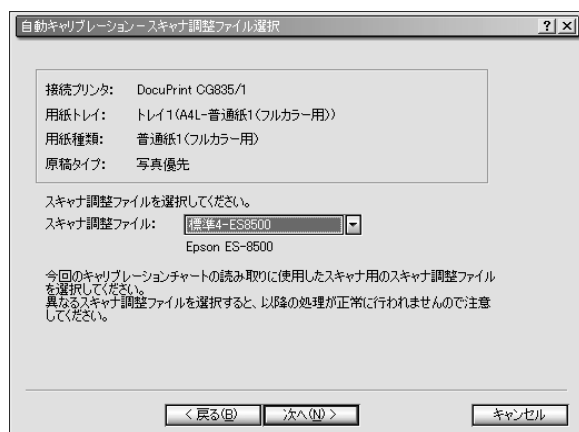 自動キャリブレーション－スキャナ調整ファイル選択
? ×
接続プリンタ: DocuPrint CG835/1
用紙トレイ: トレイ1(A4L-普通紙1(フルカラー用))
用紙種類: 普通紙1(フルカラー用)
原稿タイプ: 写真優先
スキャナ調整ファイルを選択してください。
スキャナ調整ファイル: 標準4-ES8500
Epson ES-8500
今回のキャリブレーションチャートの読み取りに使用したスキャナ用のスキャナ調整ファイル
を選択してください。
異なるスキャナ調整ファイルを選択すると、以降の処理が正常に行われませんので注意
してください。
< 戻る(B) 次へ(N) > キャンセル